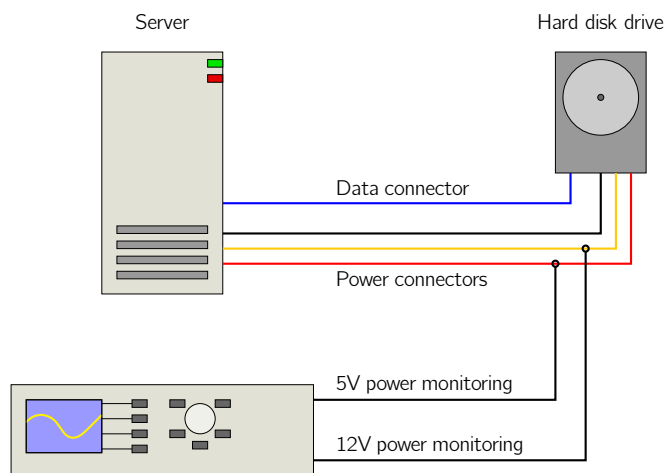 Server
Hard disk drive
Data connector
Power connectors
5V power monitoring
12V power monitoring